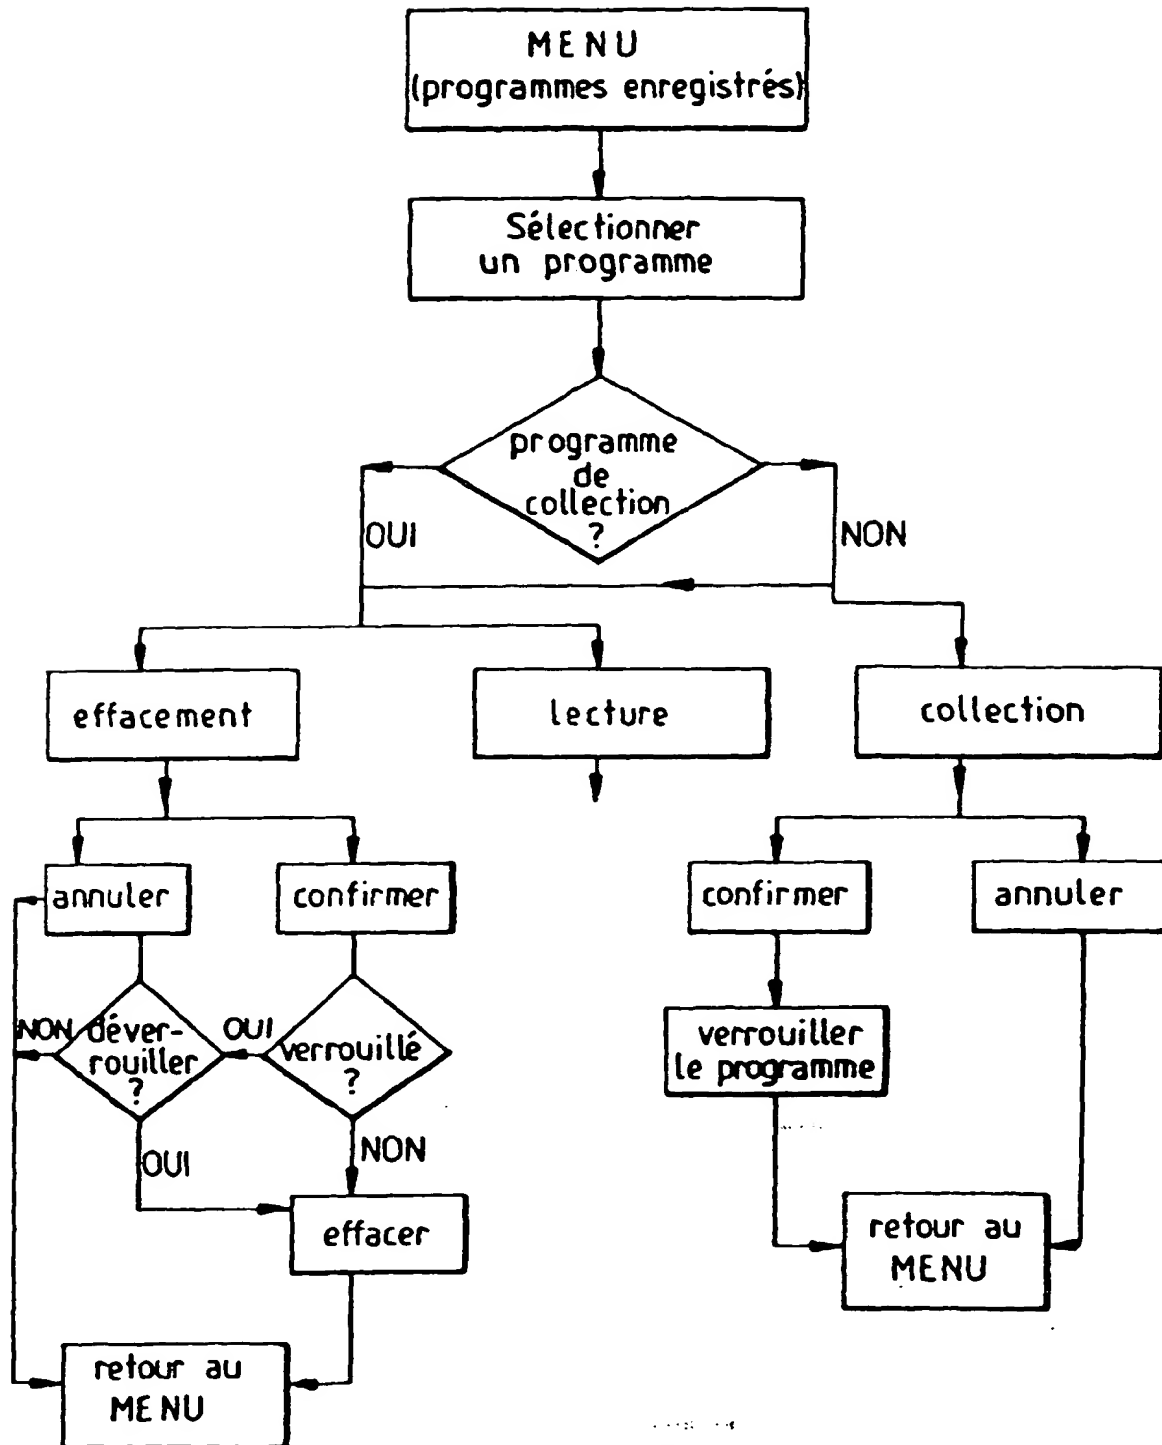 MENU
(programmes enregistrés)
Sélectionner
un programme
programme
de
collection
?
OUI
NON
effacement
lecture
collection
annuler
confirmer
confirmer
annuler
NON
déver-
rouiller
?
OUI
verrouillé
?
verrouiller
le programme
OUI
NON
effacer
retour au
MENU
retour au
MENU